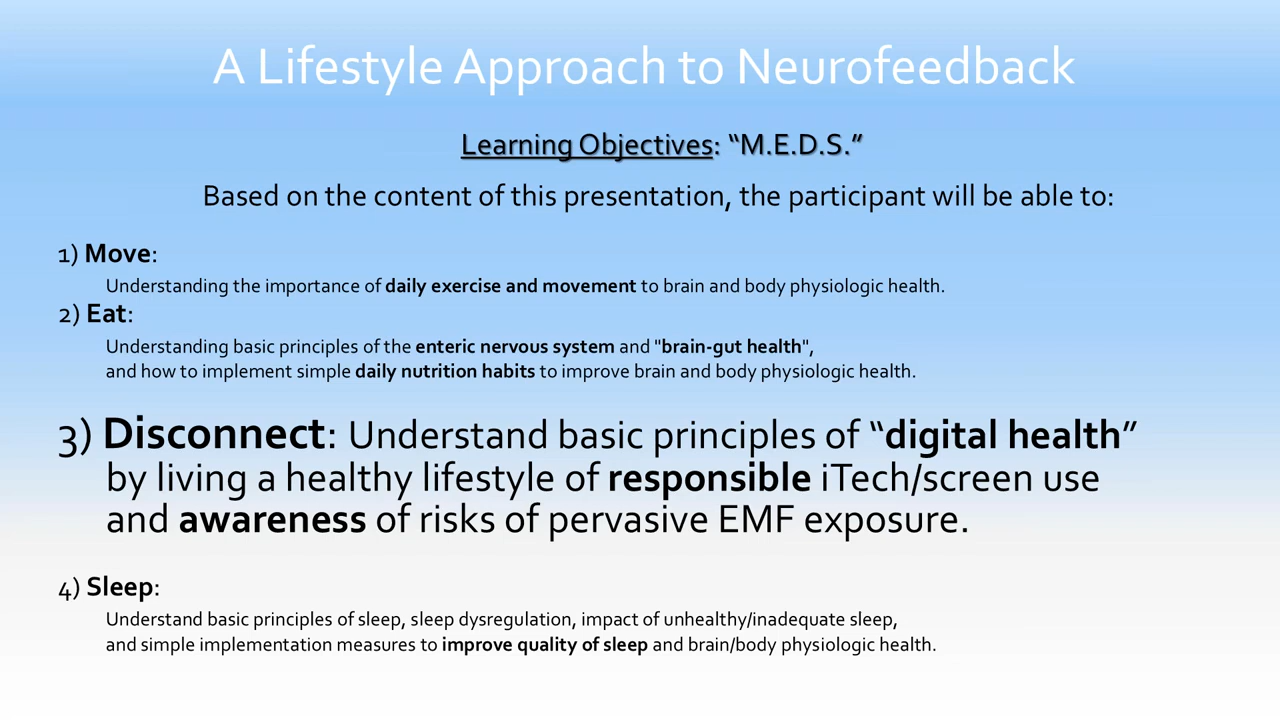 A Lifestyle Approach to Neurofeedback
Learning Objectives: “M.E.D.S.”
Based on the content of this presentation, the participant will be able to:
1) Move:
Understanding the importance of daily exercise and movement to brain and body physiologic health.
2) Eat:
Understanding basic principles of the enteric nervous system and "brain-gut health",
and how to implement simple daily nutrition habits to improve brain and body physiologic health.
3) Disconnect: Understand basic principles of “digital health”
by living a healthy lifestyle of responsible iTech/screen use
and awareness of risks of pervasive EMF exposure.
4) Sleep:
Understand basic principles of sleep, sleep dysregulation, impact of unhealthy/inadequate sleep,
and simple implementation measures to improve quality of sleep and brain/body physiologic health.